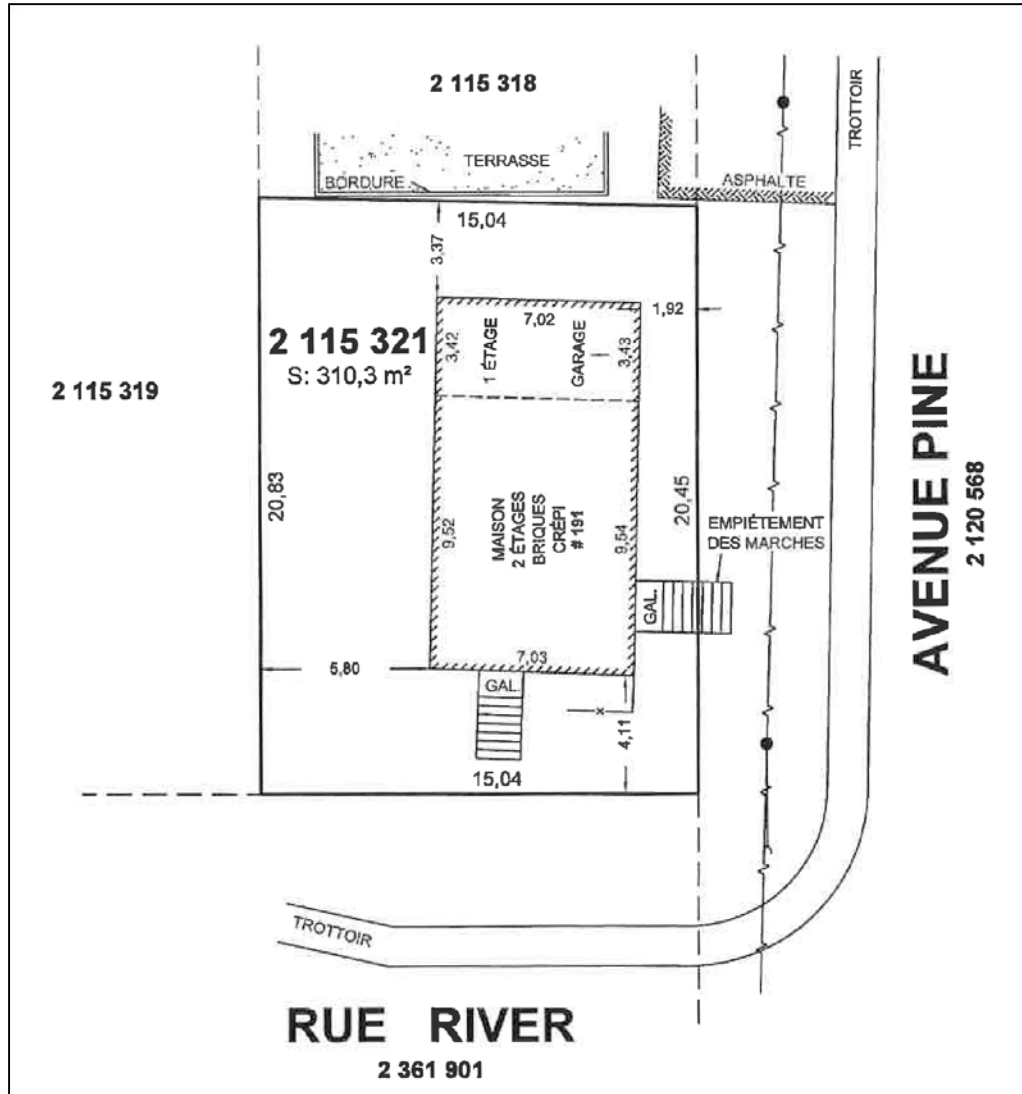 2 115 318
TERRASSE
BORDURE
ASPHALTE
TROTTOIR
15,04
3,37
1,92
7,02
2 115 321
S: 310,3 m²
3,42
1 ÉTAGE
GARAGE
3,43
2 115 319
20,83
9,52
MAISON
2 ÉTAGES
BRIQUES
CRÉPI
# 191
9,54
20,45
EMPIÉTEMENT
DES MARCHES
AVENUE PINE
2 120 568
GAL.
5,80
7,03
GAL.
4,11
15,04
TROTTOIR
RUE RIVER
2 361 901